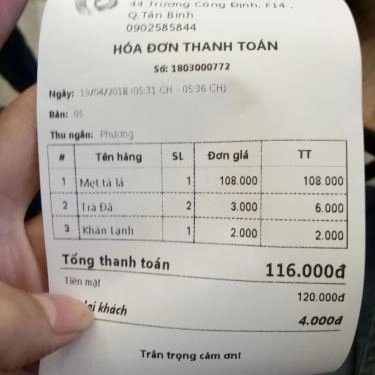 44 Trương Công Định, F14 ,
Q.Tân Bình
0902585844
HÓA ĐƠN THANH TOÁN
Số: 1803000772
Ngày: 19/04/2018 (05:31 CH - 05:36 CH)
Bàn: 05
Thu ngân: Phương
# Tên hàng SL Đơn giá TT
1 Mẹt tá lả 1 108.000 108.000
2 Trà Đá 2 3.000 6.000
3 Khăn Lạnh 1 2.000 2.000
Tổng thanh toán 116.000đ
Tiền mặt 120.000đ
lại khách 4.000đ
Trân trọng cảm ơn!